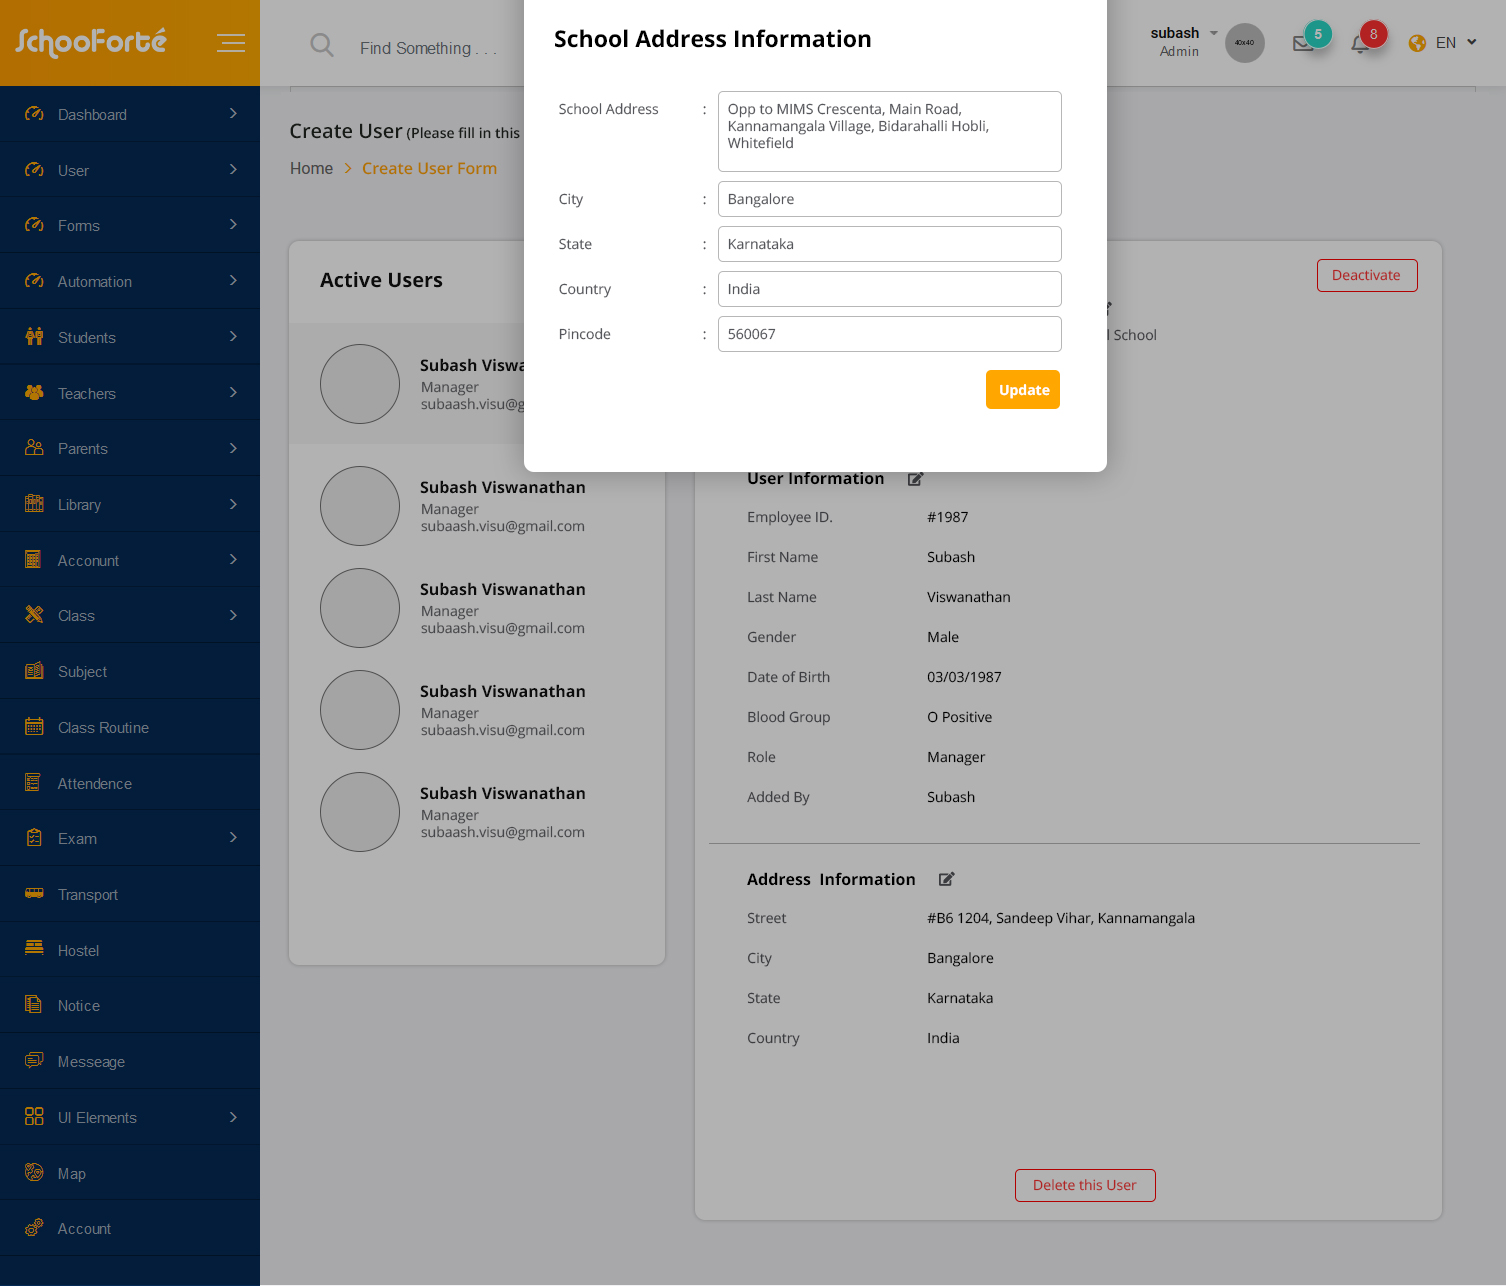 SchooForté
Dashboard
User
Forms
Automation
Students
Teachers
Parents
Library
Acconunt
Class
Subject
Class Routine
Attendence
Exam
Transport
Hostel
Notice
Messeage
UI Elements
Map
Account
Find Something . . .
subash
Admin
40x40
5
8
EN
Create User (Please fill in this
Home > Create User Form
School Address Information
School Address : Opp to MIMS Crescenta, Main Road,
Kannamangala Village, Bidarahalli Hobli,
Whitefield
City : Bangalore
State : Karnataka
Country : India
Pincode : 560067
Update
Active Users
Subash Viswa
Manager
subaash.visu@g
Subash Viswanathan
Manager
subaash.visu@gmail.com
Subash Viswanathan
Manager
subaash.visu@gmail.com
Subash Viswanathan
Manager
subaash.visu@gmail.com
Subash Viswanathan
Manager
subaash.visu@gmail.com
Deactivate
School
User Information
Employee ID. #1987
First Name Subash
Last Name Viswanathan
Gender Male
Date of Birth 03/03/1987
Blood Group O Positive
Role Manager
Added By Subash
Address Information
Street #B6 1204, Sandeep Vihar, Kannamangala
City Bangalore
State Karnataka
Country India
Delete this User